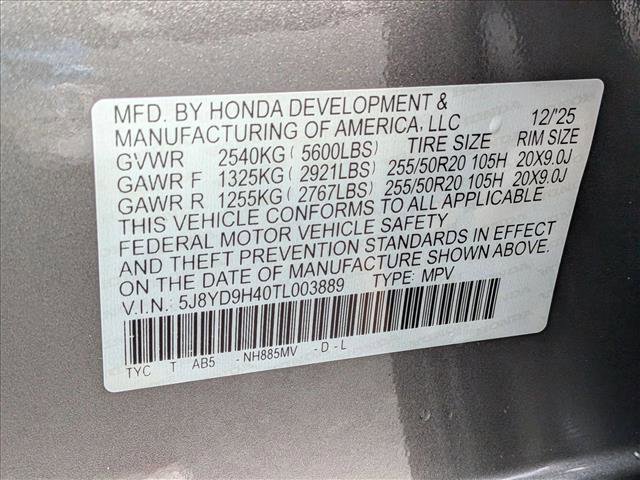 MFD. BY HONDA DEVELOPMENT & 12/'25
MANUFACTURING OF AMERICA, LLC
TIRE SIZE RIM SIZE
GVWR 2540KG ( 5600LBS)
GAWR F 1325KG ( 2921LBS) 255/50R20 105H 20X9.0J
GAWR R 1255KG ( 2767LBS) 255/50R20 105H 20X9.0J
THIS VEHICLE CONFORMS TO ALL APPLICABLE
FEDERAL MOTOR VEHICLE SAFETY
AND THEFT PREVENTION STANDARDS IN EFFECT
ON THE DATE OF MANUFACTURE SHOWN ABOVE.
V.I.N.: 5J8YD9H40TL003889 TYPE: MPV
TYC T AB5 -NH885MV -D-L